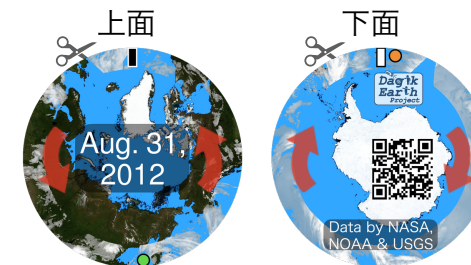 上面
下面
Aug. 31,
2012
Dagik
Earth
Project
Data by NASA,
NOAA & USGS